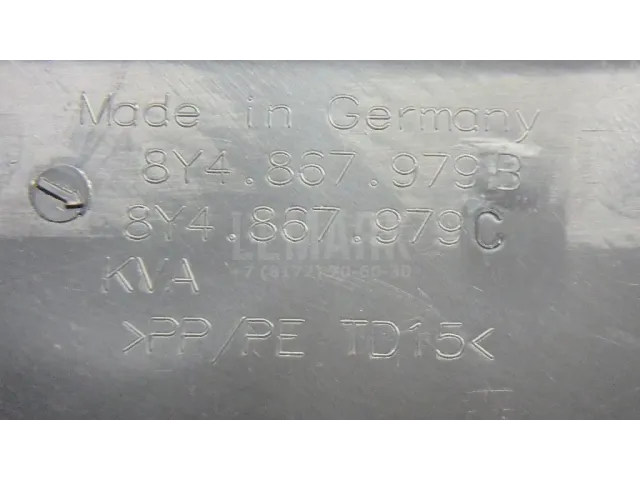 Made in Germany
8Y4.867.979B
8Y4.867.979C
KVA
>PP/PE TD15<